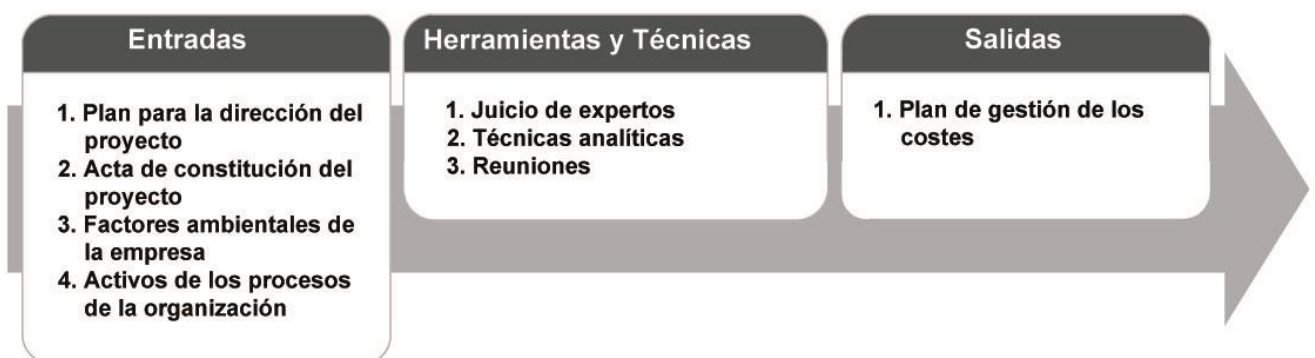 Entradas
1. Plan para la dirección del
proyecto
2. Acta de constitución del
proyecto
3. Factores ambientales de
la empresa
4. Activos de los procesos
de la organización
Herramientas y Técnicas
1. Juicio de expertos
2. Técnicas analíticas
3. Reuniones
Salidas
1. Plan de gestión de los
costes